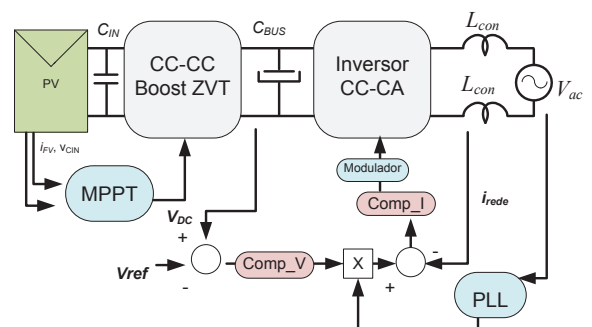 C_IN
C_BUS
L_con
PV
CC-CC
Boost ZVT
Inversor
CC-CA
L_con
V_ac
i_FV, v_CIN
MPPT
Modulador
Comp_I
V_DC
i_rede
+
-
Vref
-
Comp_V
X
+
PLL